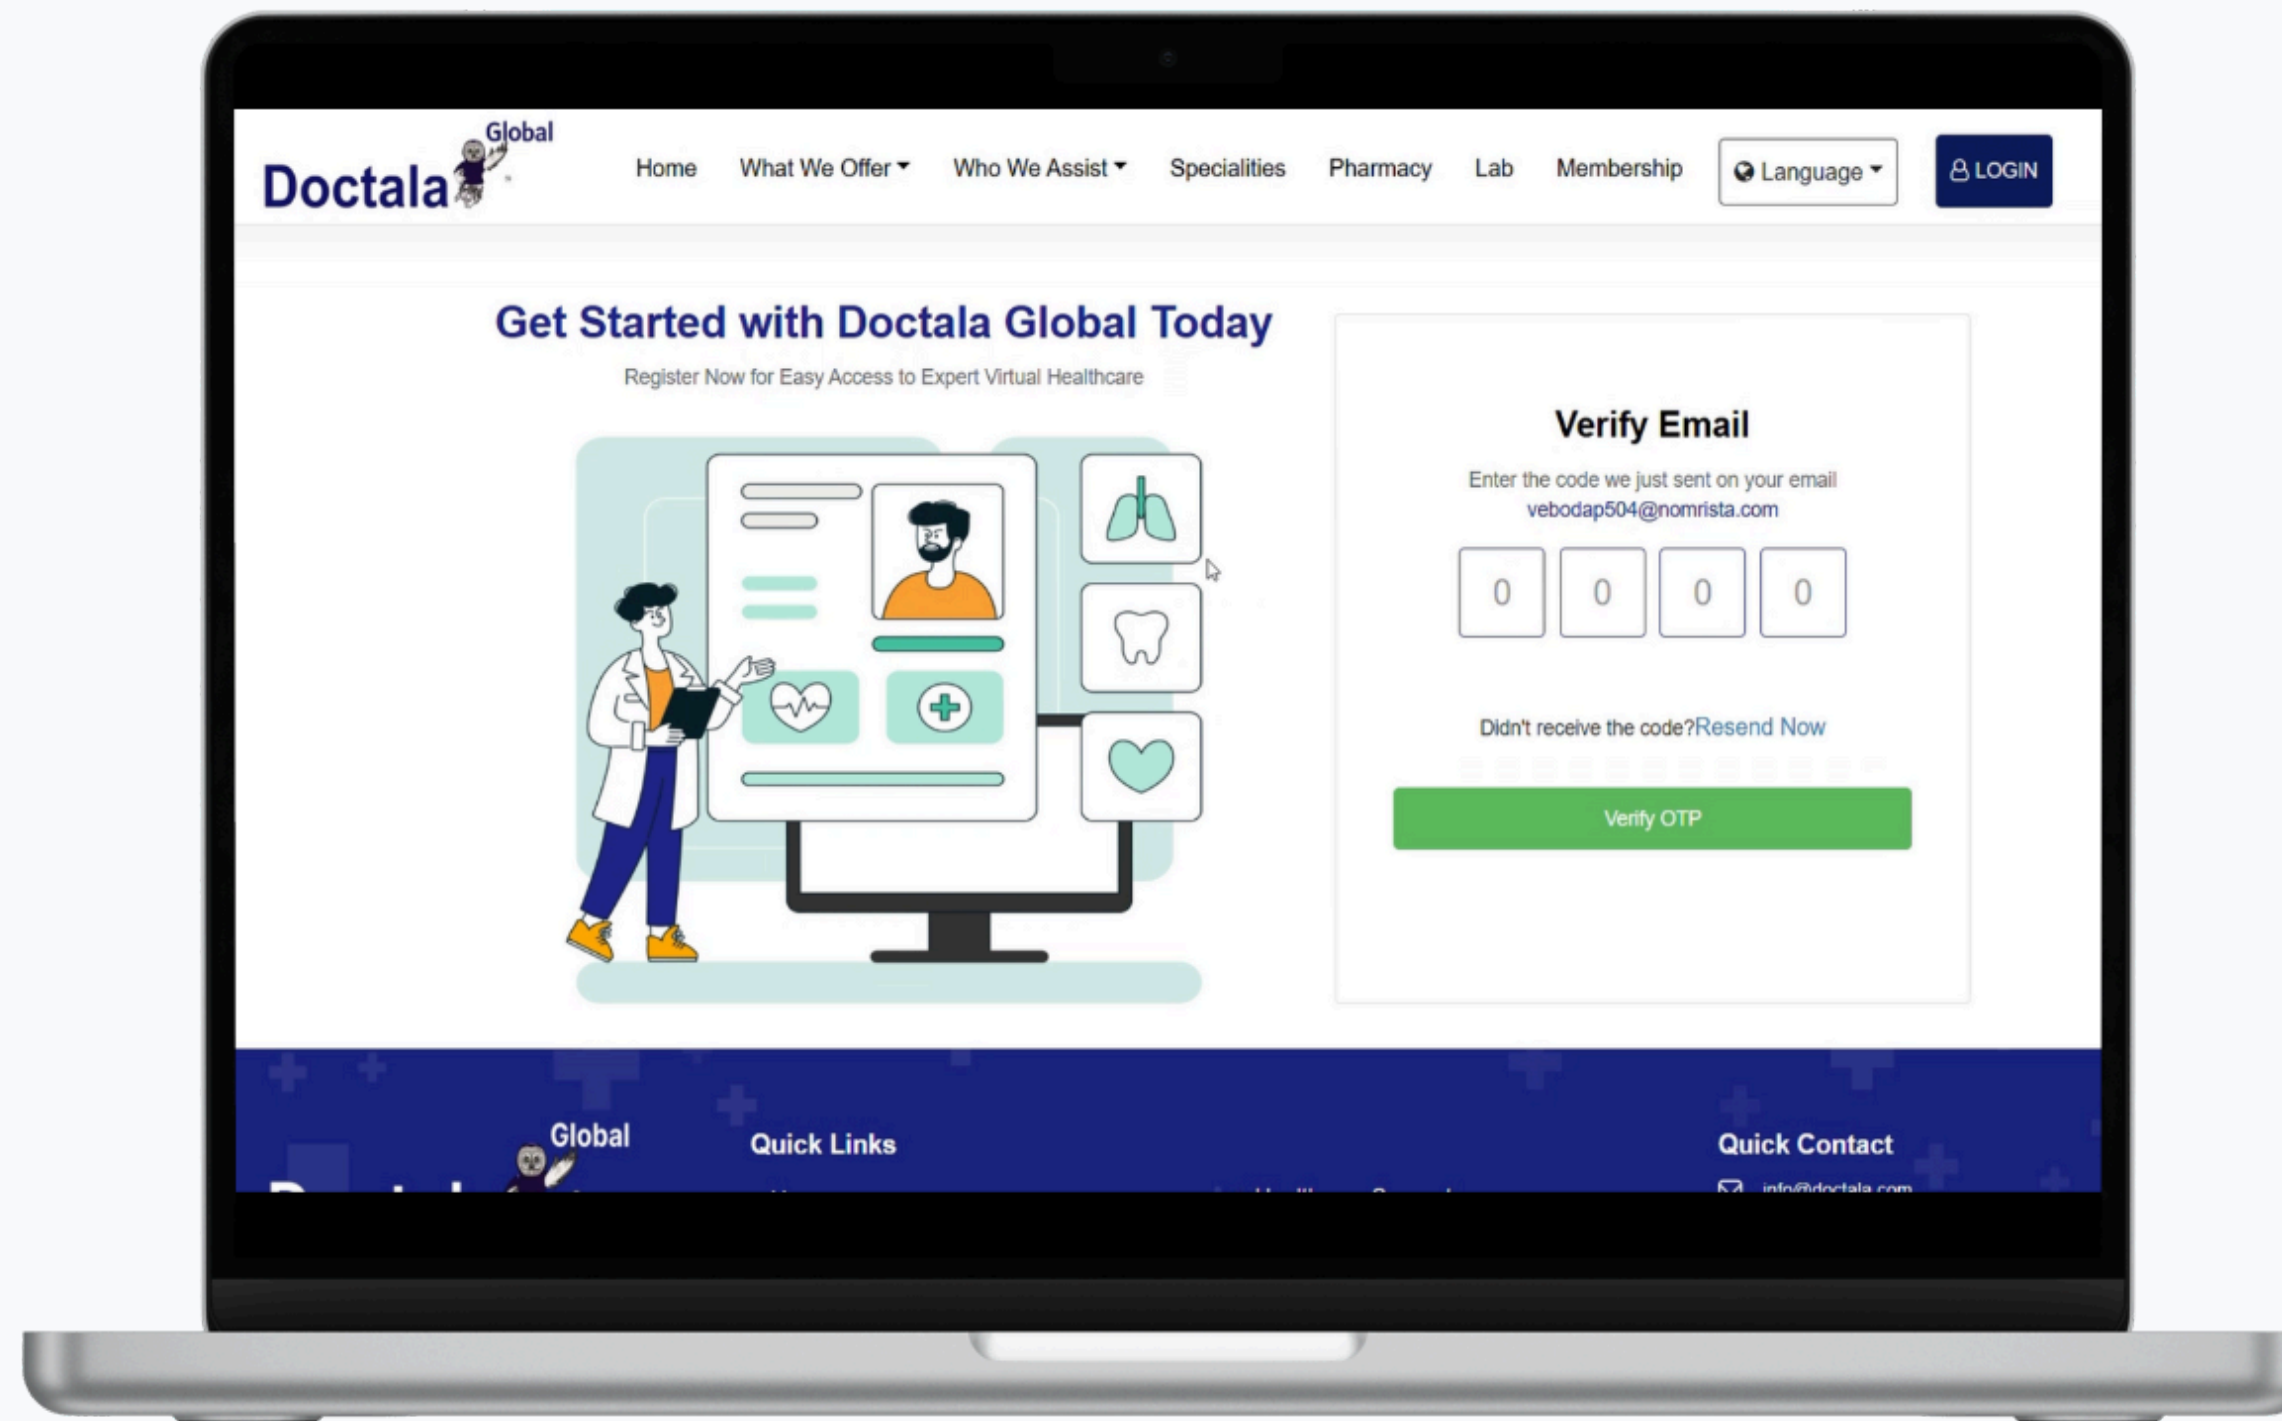 Global
Doctala
Home What We Offer Who We Assist Specialities Pharmacy Lab Membership Language LOGIN
Get Started with Doctala Global Today
Register Now for Easy Access to Expert Virtual Healthcare
Verify Email
Enter the code we just sent on your email
vebodap504@nomrista.com
0 0 0 0
Didn't receive the code?Resend Now
Verify OTP
Global
Quick Links
Quick Contact
info@doctala.com